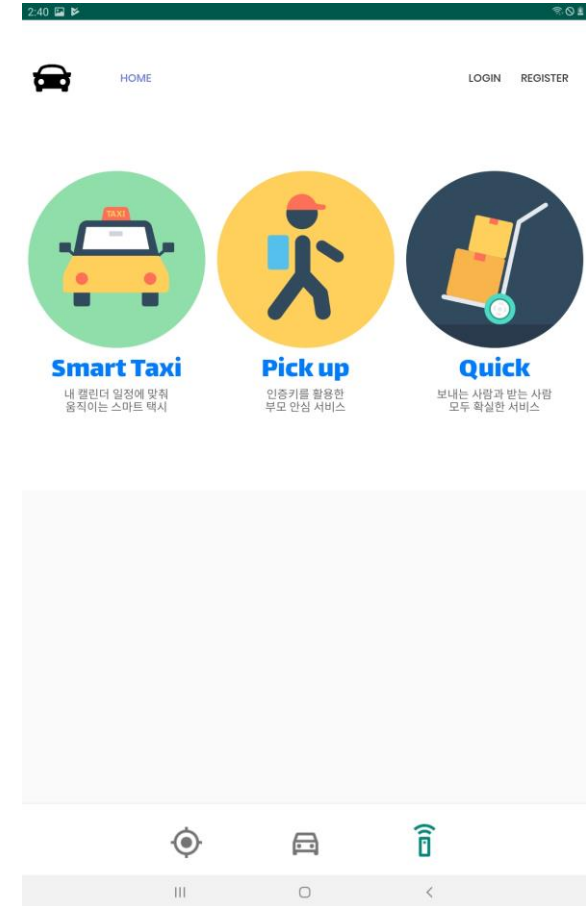 2:40
HOME
LOGIN REGISTER
TAXI
Smart Taxi
내 캘린더 일정에 맞춰
움직이는 스마트 택시
Pick up
인증키를 활용한
부모 안심 서비스
Quick
보내는 사람과 받는 사람
모두 확실한 서비스